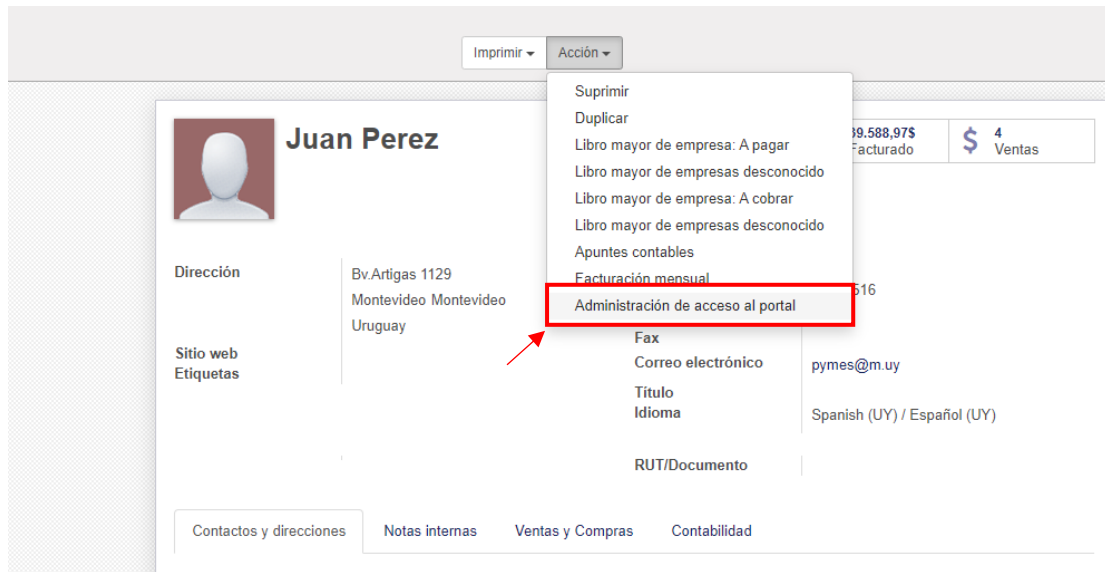 Imprimir Acción
Suprimir
Duplicar
Libro mayor de empresa: A pagar
Libro mayor de empresas desconocido
Libro mayor de empresa: A cobrar
Libro mayor de empresas desconocido
Apuntes contables
Facturación mensual
Administración de acceso al portal
Juan Perez
39.588,97$
Facturado
$ 4
Ventas
Dirección
Bv.Artigas 1129
Montevideo Montevideo
Uruguay
Sitio web
Etiquetas
516
Fax
Correo electrónico pymes@m.uy
Título
Idioma Spanish (UY) / Español (UY)
RUT/Documento
Contactos y direcciones Notas internas Ventas y Compras Contabilidad